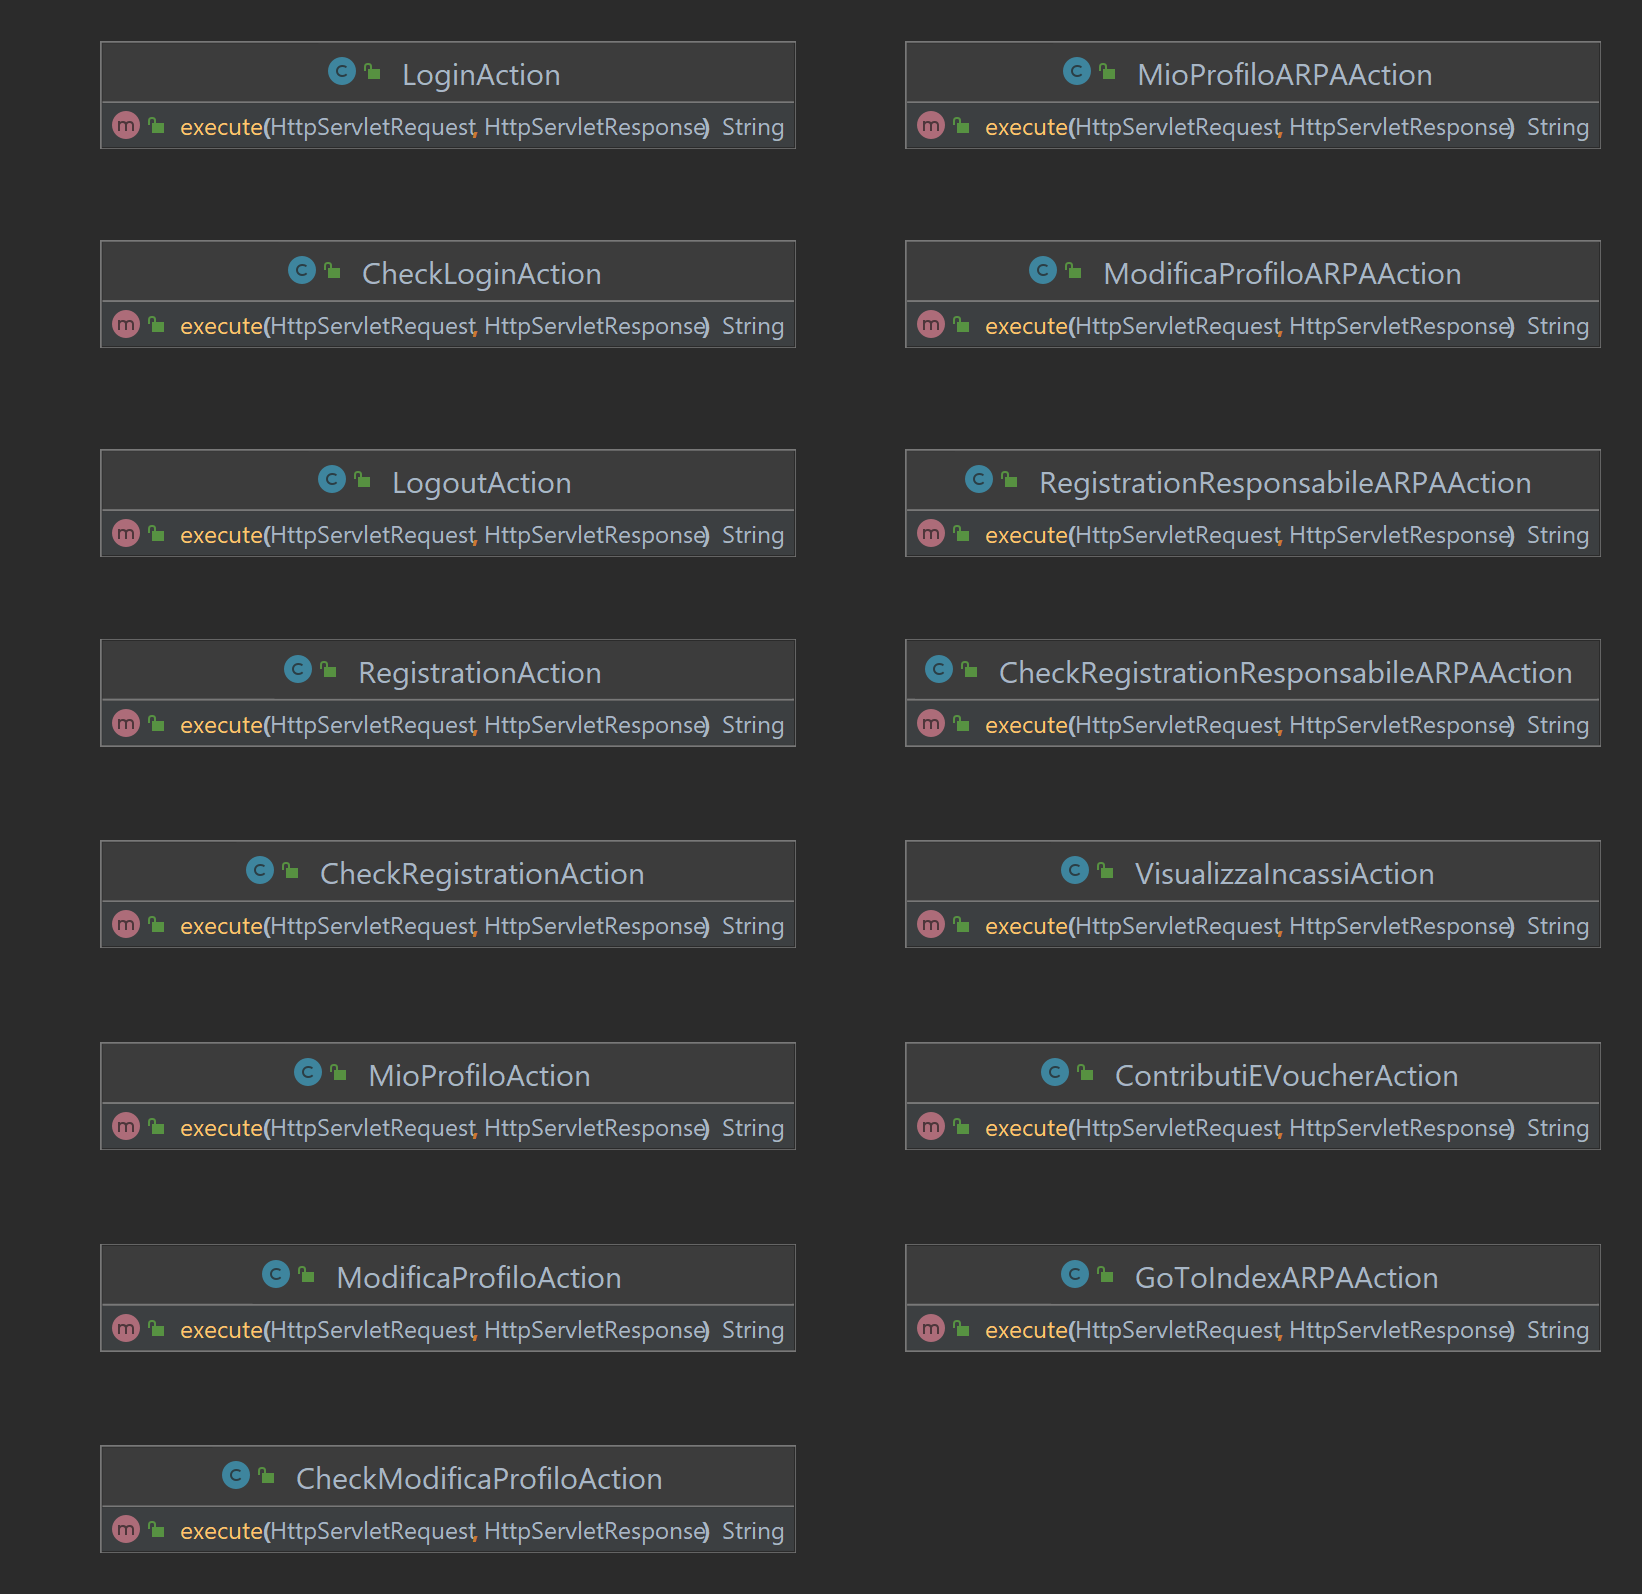 LoginAction
execute(HttpServletRequest, HttpServletResponse) String
CheckLoginAction
execute(HttpServletRequest, HttpServletResponse) String
LogoutAction
execute(HttpServletRequest, HttpServletResponse) String
RegistrationAction
execute(HttpServletRequest, HttpServletResponse) String
CheckRegistrationAction
execute(HttpServletRequest, HttpServletResponse) String
MioProfiloAction
execute(HttpServletRequest, HttpServletResponse) String
ModificaProfiloAction
execute(HttpServletRequest, HttpServletResponse) String
CheckModificaProfiloAction
execute(HttpServletRequest, HttpServletResponse) String
MioProfiloARPAAction
execute(HttpServletRequest, HttpServletResponse) String
ModificaProfiloARPAAction
execute(HttpServletRequest, HttpServletResponse) String
RegistrationResponsabileARPAAction
execute(HttpServletRequest, HttpServletResponse) String
CheckRegistrationResponsabileARPAAction
execute(HttpServletRequest, HttpServletResponse) String
VisualizzaIncassiAction
execute(HttpServletRequest, HttpServletResponse) String
ContributiEVoucherAction
execute(HttpServletRequest, HttpServletResponse) String
GoToIndexARPAAction
execute(HttpServletRequest, HttpServletResponse) String